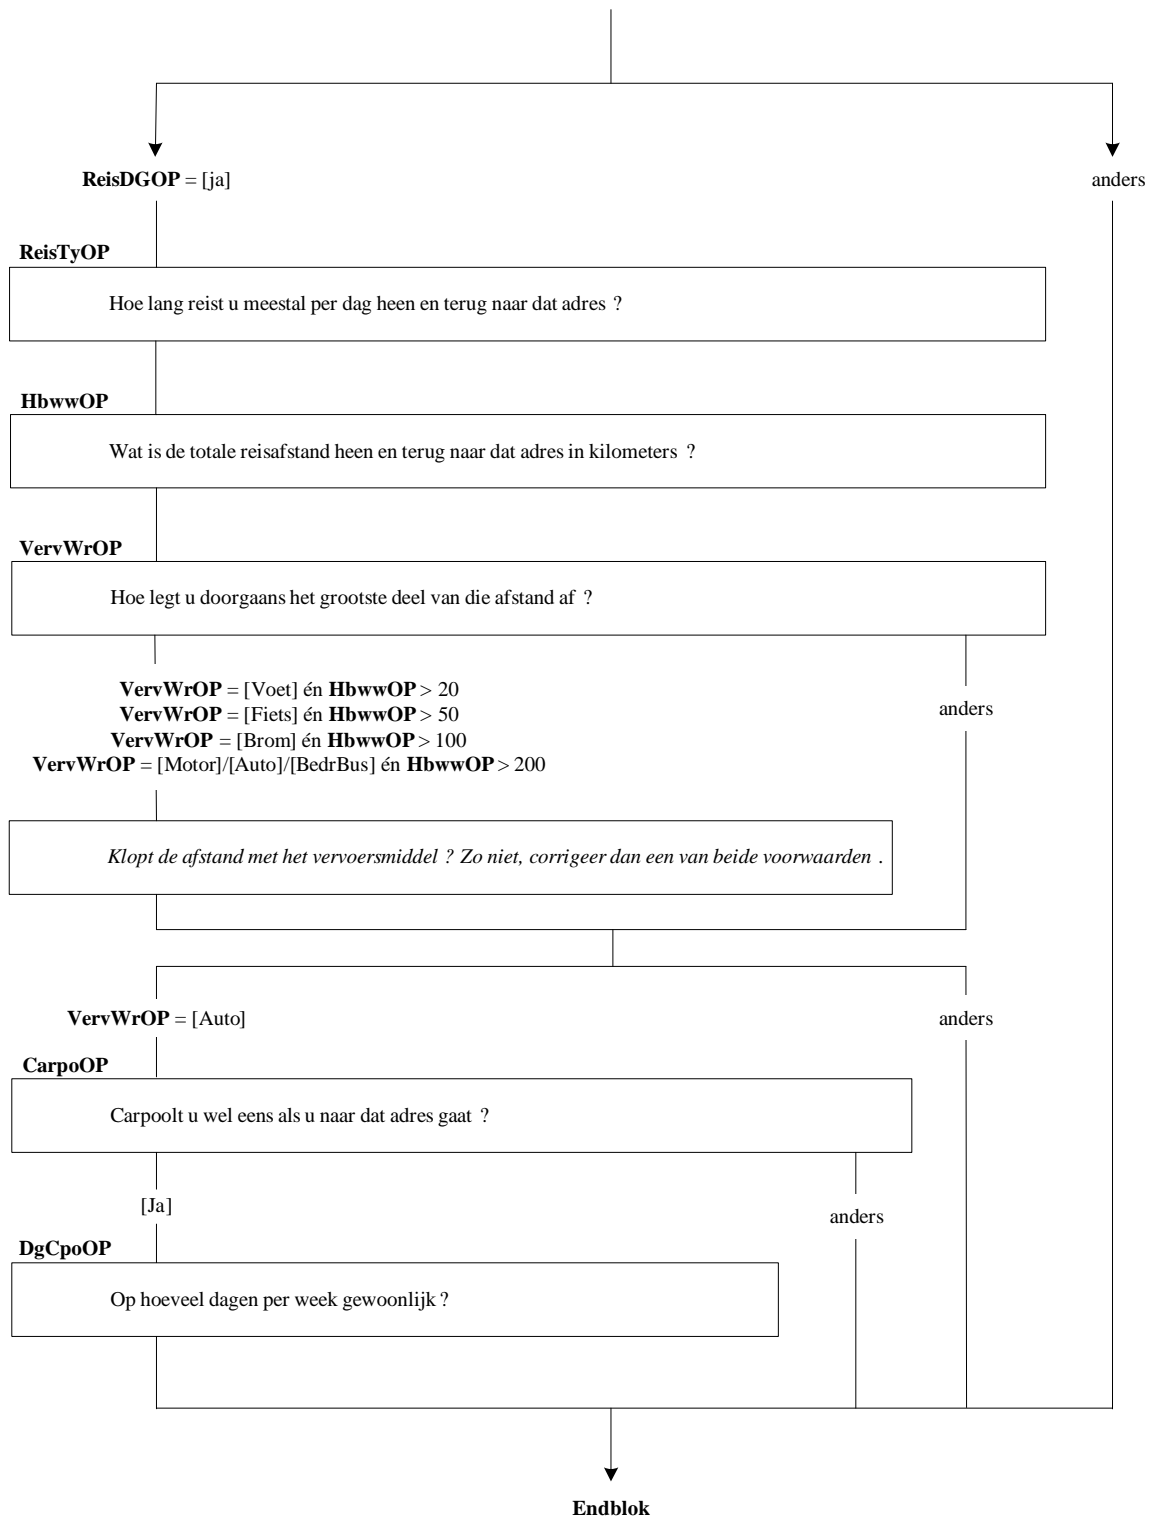 ReisDGOP = [ja]
anders
ReisTyOP
Hoe lang reist u meestal per dag heen en terug naar dat adres ?
HbwwOP
Wat is de totale reisafstand heen en terug naar dat adres in kilometers ?
VervWrOP
Hoe legt u doorgaans het grootste deel van die afstand af ?
VervWrOP = [Voet] én HbwwOP > 20
VervWrOP = [Fiets] én HbwwOP > 50
VervWrOP = [Brom] én HbwwOP > 100
VervWrOP = [Motor]/[Auto]/[BedrBus] én HbwwOP > 200
anders
Klopt de afstand met het vervoersmiddel ? Zo niet, corrigeer dan een van beide voorwaarden .
VervWrOP = [Auto]
anders
CarpoOP
Carpoolt u wel eens als u naar dat adres gaat ?
[Ja]
anders
DgCpoOP
Op hoeveel dagen per week gewoonlijk ?
Endblok